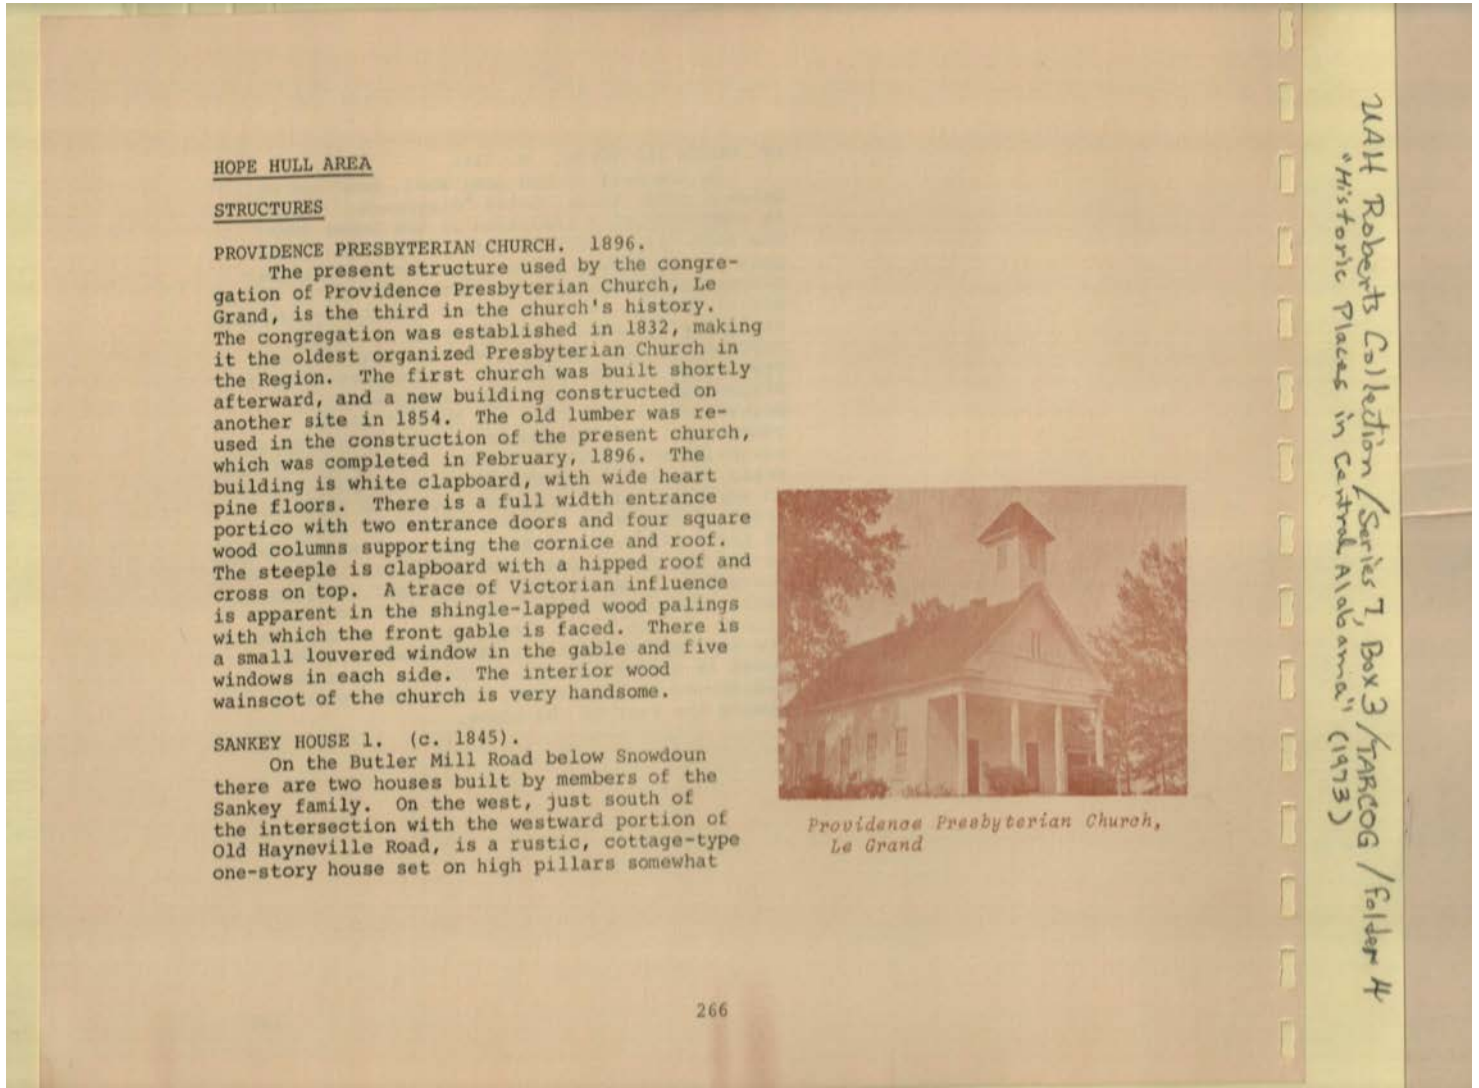 HOPE HULL AREA
STRUCTURES
PROVIDENCE PRESBYTERIAN CHURCH. 1896.
The present structure used by the congre-
gation of Providence Presbyterian Church, Le
Grand, is the third in the church's history.
The congregation was established in 1832, making
it the oldest organized Presbyterian Church in
the Region. The first church was built shortly
afterward, and a new building constructed on
another site in 1854. The old lumber was re-
used in the construction of the present church,
which was completed in February, 1896. The
building is white clapboard, with wide heart
pine floors. There is a full width entrance
portico with two entrance doors and four square
wood columns supporting the cornice and roof.
The steeple is clapboard with a hipped roof and
cross on top. A trace of Victorian influence
is apparent in the shingle-lapped wood palings
with which the front gable is faced. There is
a small louvered window in the gable and five
windows in each side. The interior wood
wainscot of the church is very handsome.
SANKEY HOUSE 1. (c. 1845).
On the Butler Mill Road below Snowdoun
there are two houses built by members of the
Sankey family. On the west, just south of
the intersection with the westward portion of
Old Hayneville Road, is a rustic, cottage-type
one-story house set on high pillars somewhat
Providence Presbyterian Church,
Le Grand
266
UAH Roberts Collection/Series 7, Box 3/TARCOG/Folder 4
"Historic Places in Central Alabama" (1973)